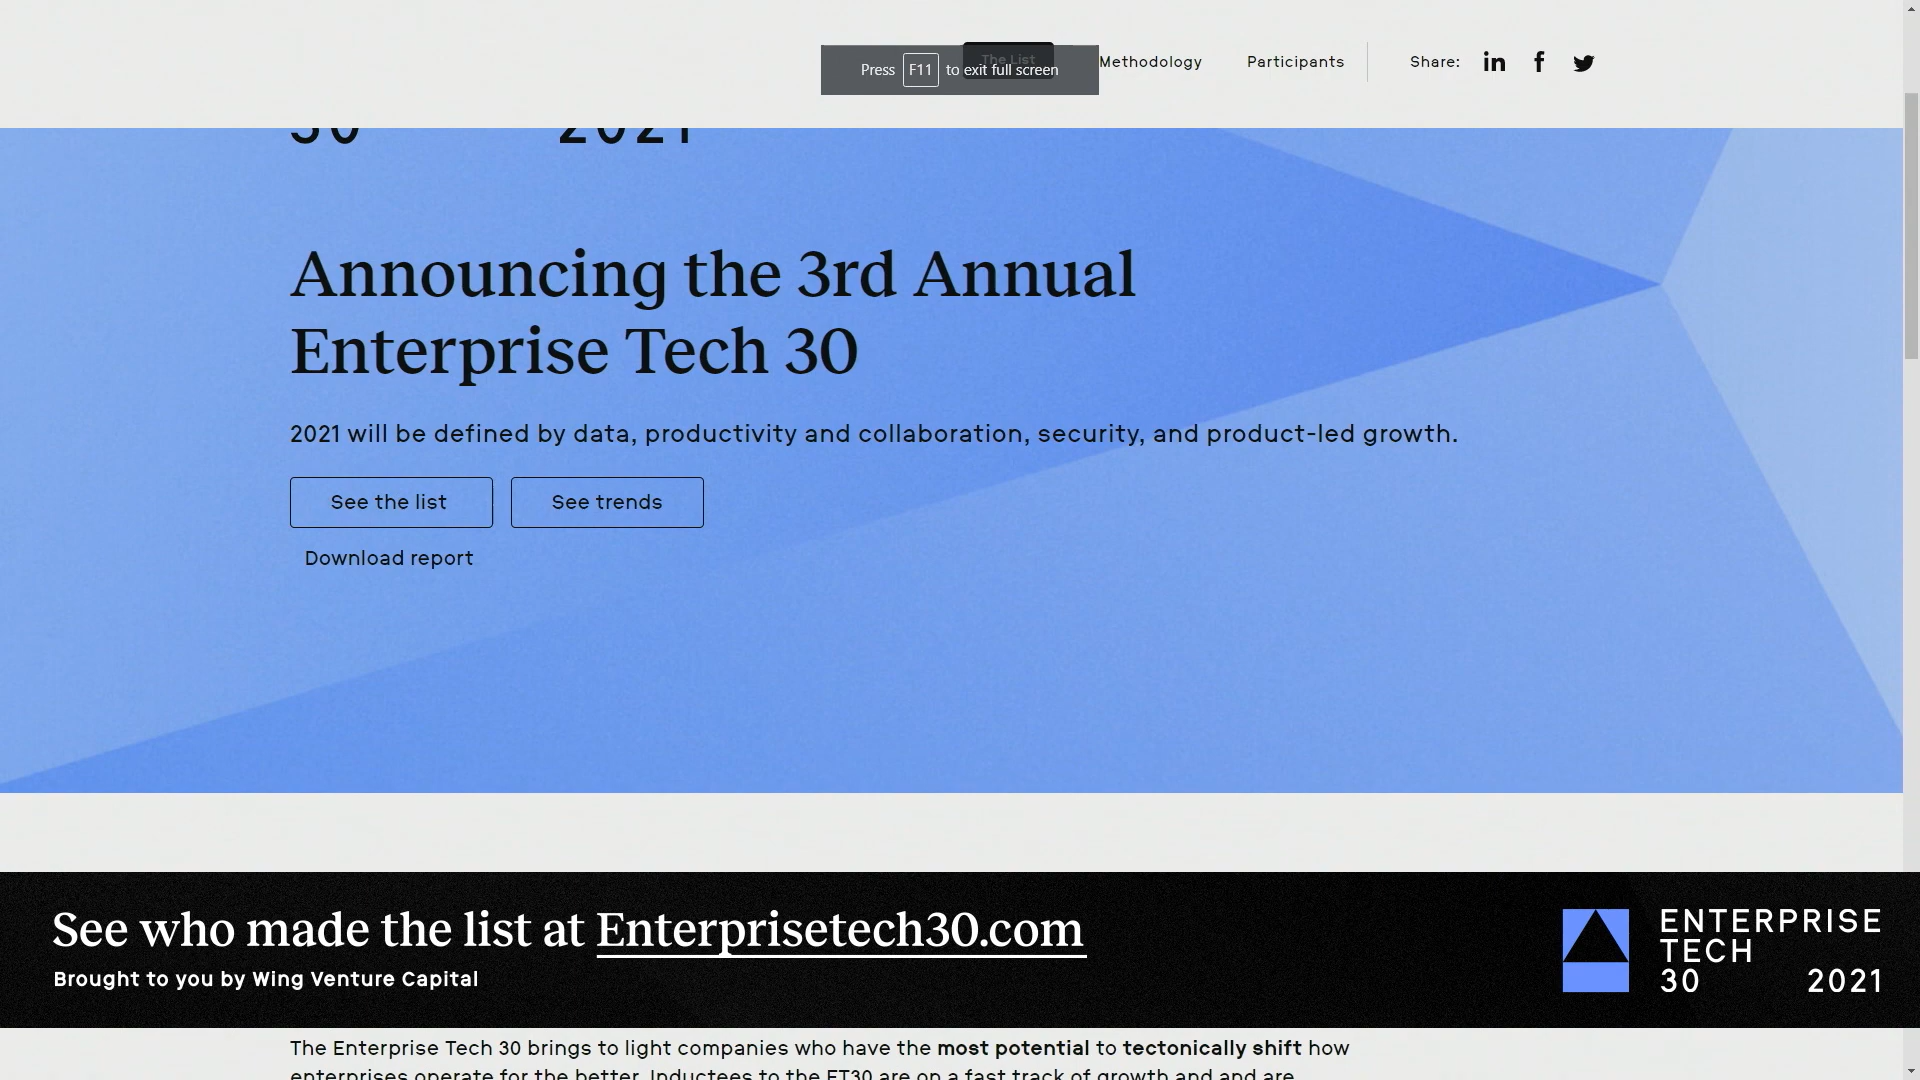 The List
Press F11 to exit full screen
Methodology
Participants
Share:
30 2021
Announcing the 3rd Annual
Enterprise Tech 30
2021 will be defined by data, productivity and collaboration, security, and product-led growth.
See the list
See trends
Download report
See who made the list at Enterprisetech30.com
Brought to you by Wing Venture Capital
ENTERPRISE
TECH
30 2021
The Enterprise Tech 30 brings to light companies who have the most potential to tectonically shift how
enterprises operate for the better. Inductees to the ET30 are on a fast track of growth and and are